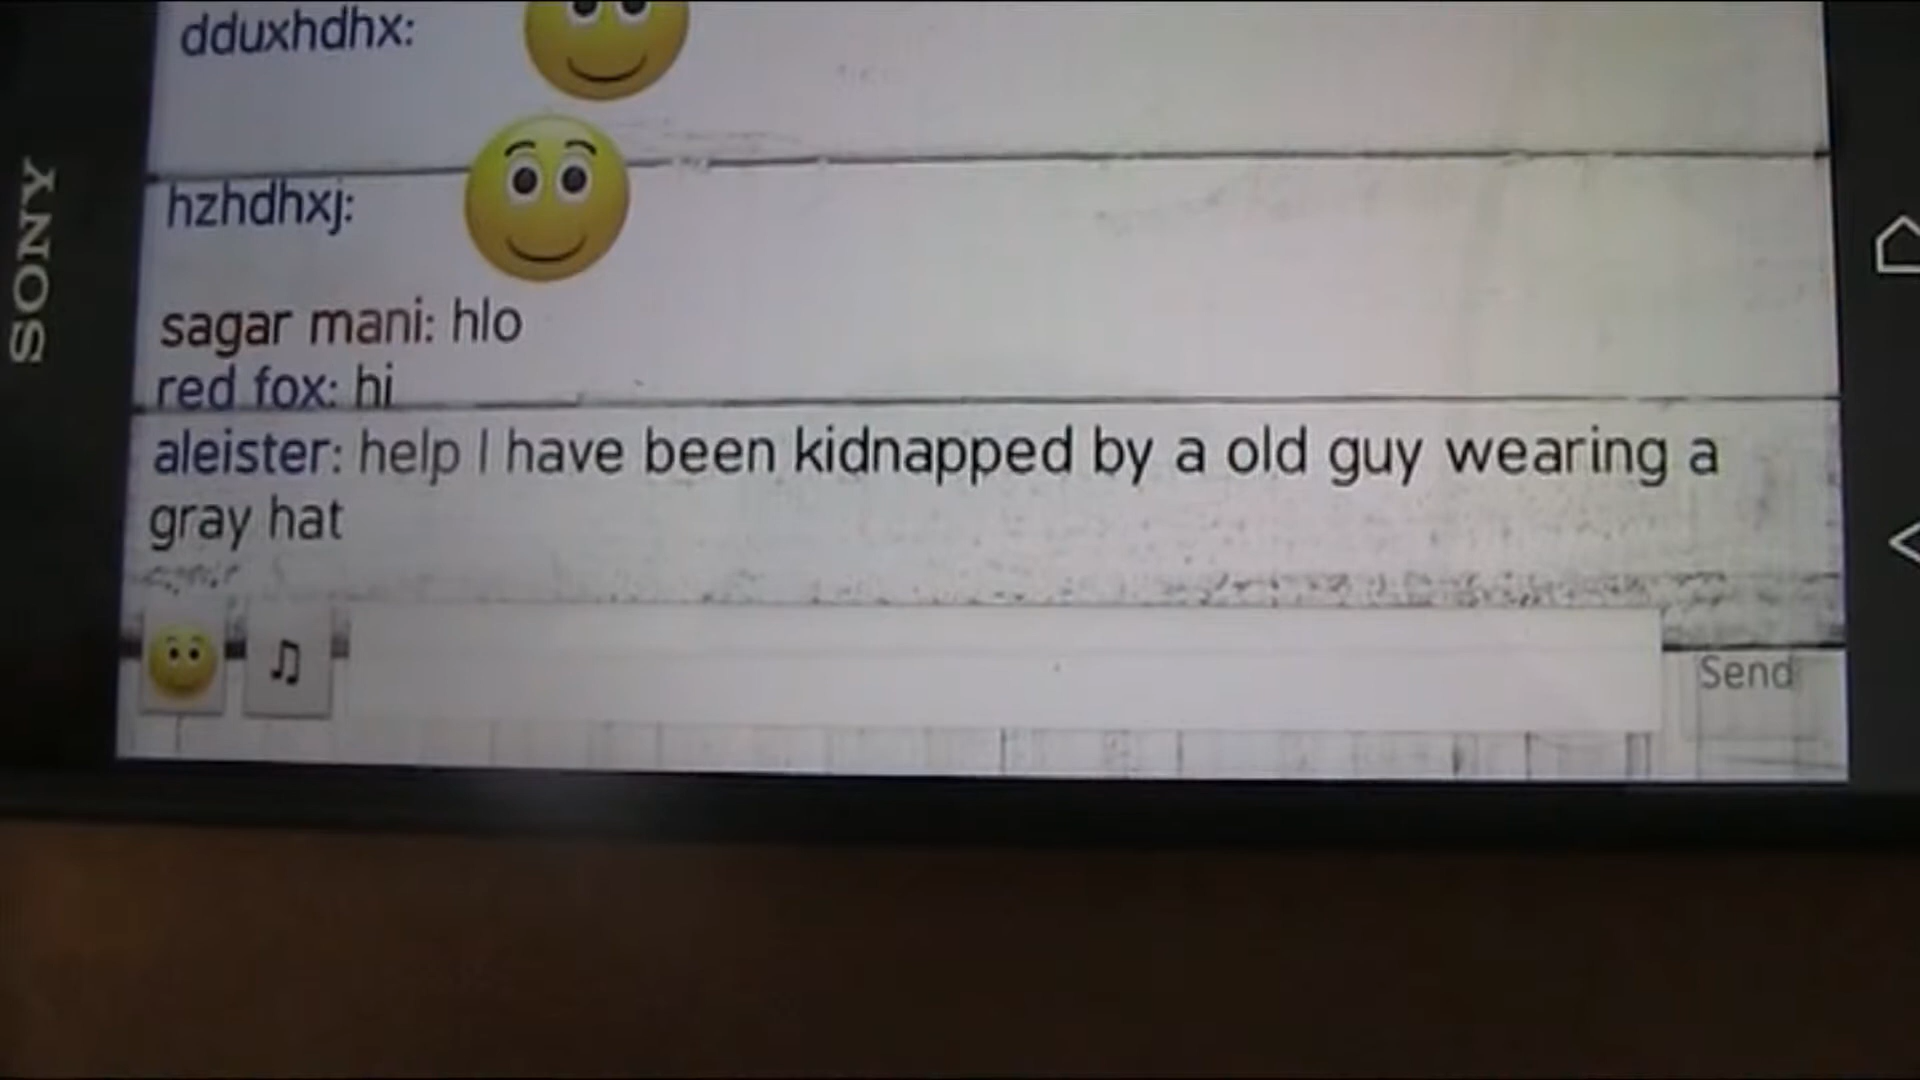 dduxhdhx:
hzhdhxj:
sagar mani: hlo
red fox: hi
aleister: help I have been kidnapped by a old guy wearing a
gray hat
Send
SONY